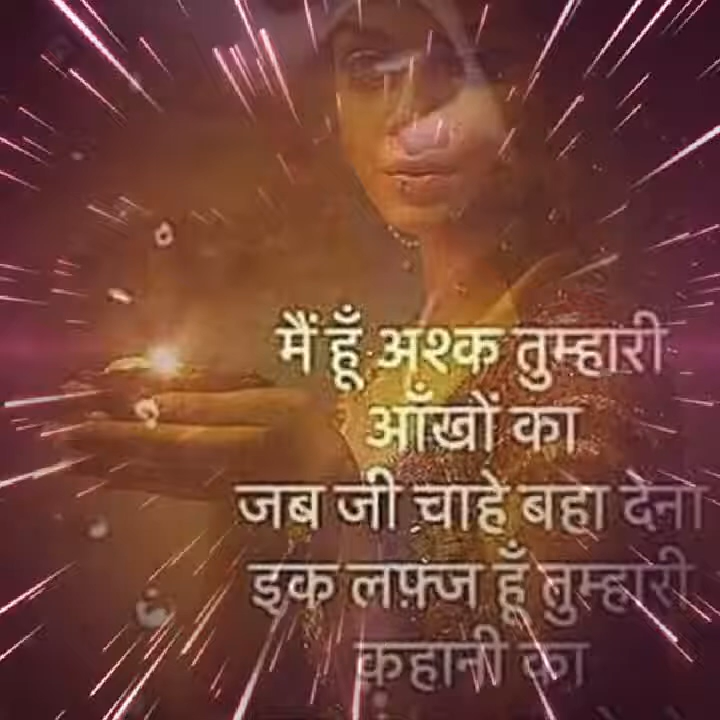 मैं हूँ अश्क तुम्हारी
आँखों का
जब जी चाहे बहा देना
इक लफ़्ज हूँ तुम्हारी
कहानी का